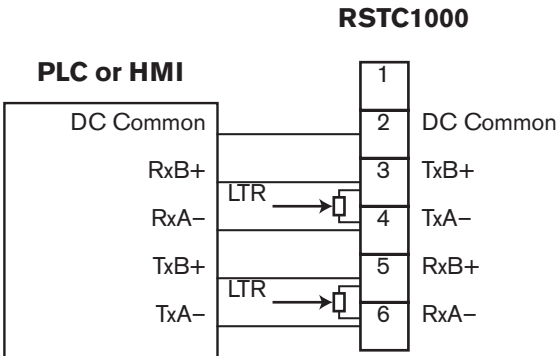 RSTC1000
PLC or HMI
1
DC Common 2 DC Common
RxB+ 3 TxB+
LTR
RxA– 4 TxA–
TxB+ 5 RxB+
LTR
TxA– 6 RxA–